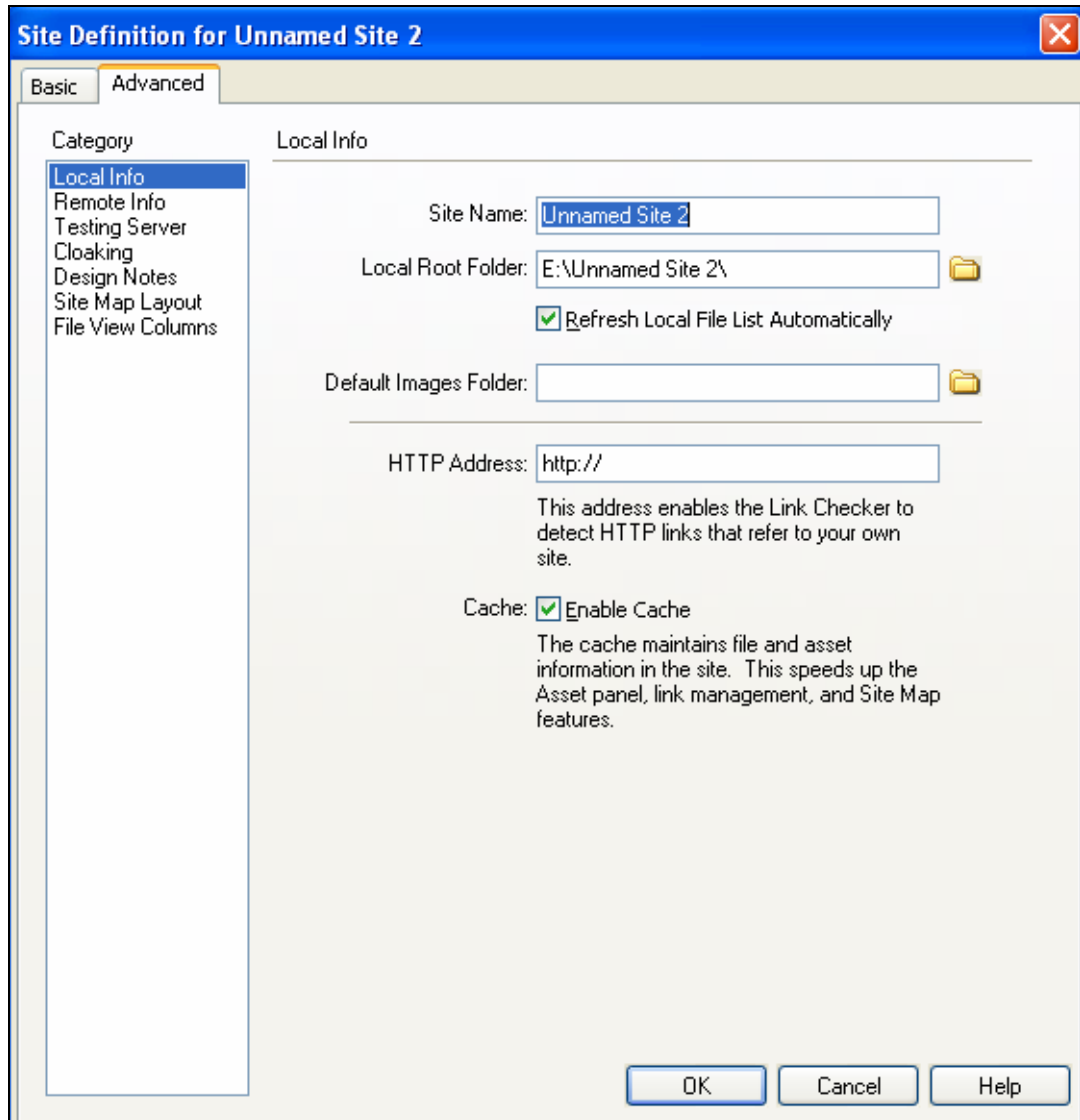 Site Definition for Unnamed Site 2
Basic
Advanced
Category
Local Info
Remote Info
Testing Server
Cloaking
Design Notes
Site Map Layout
File View Columns
Local Info
Site Name: Unnamed Site 2
Local Root Folder: E:\Unnamed Site 2\
Refresh Local File List Automatically
Default Images Folder:
HTTP Address: http://
This address enables the Link Checker to
detect HTTP links that refer to your own
site.
Cache: Enable Cache
The cache maintains file and asset
information in the site.  This speeds up the
Asset panel, link management, and Site Map
features.
OK
Cancel
Help